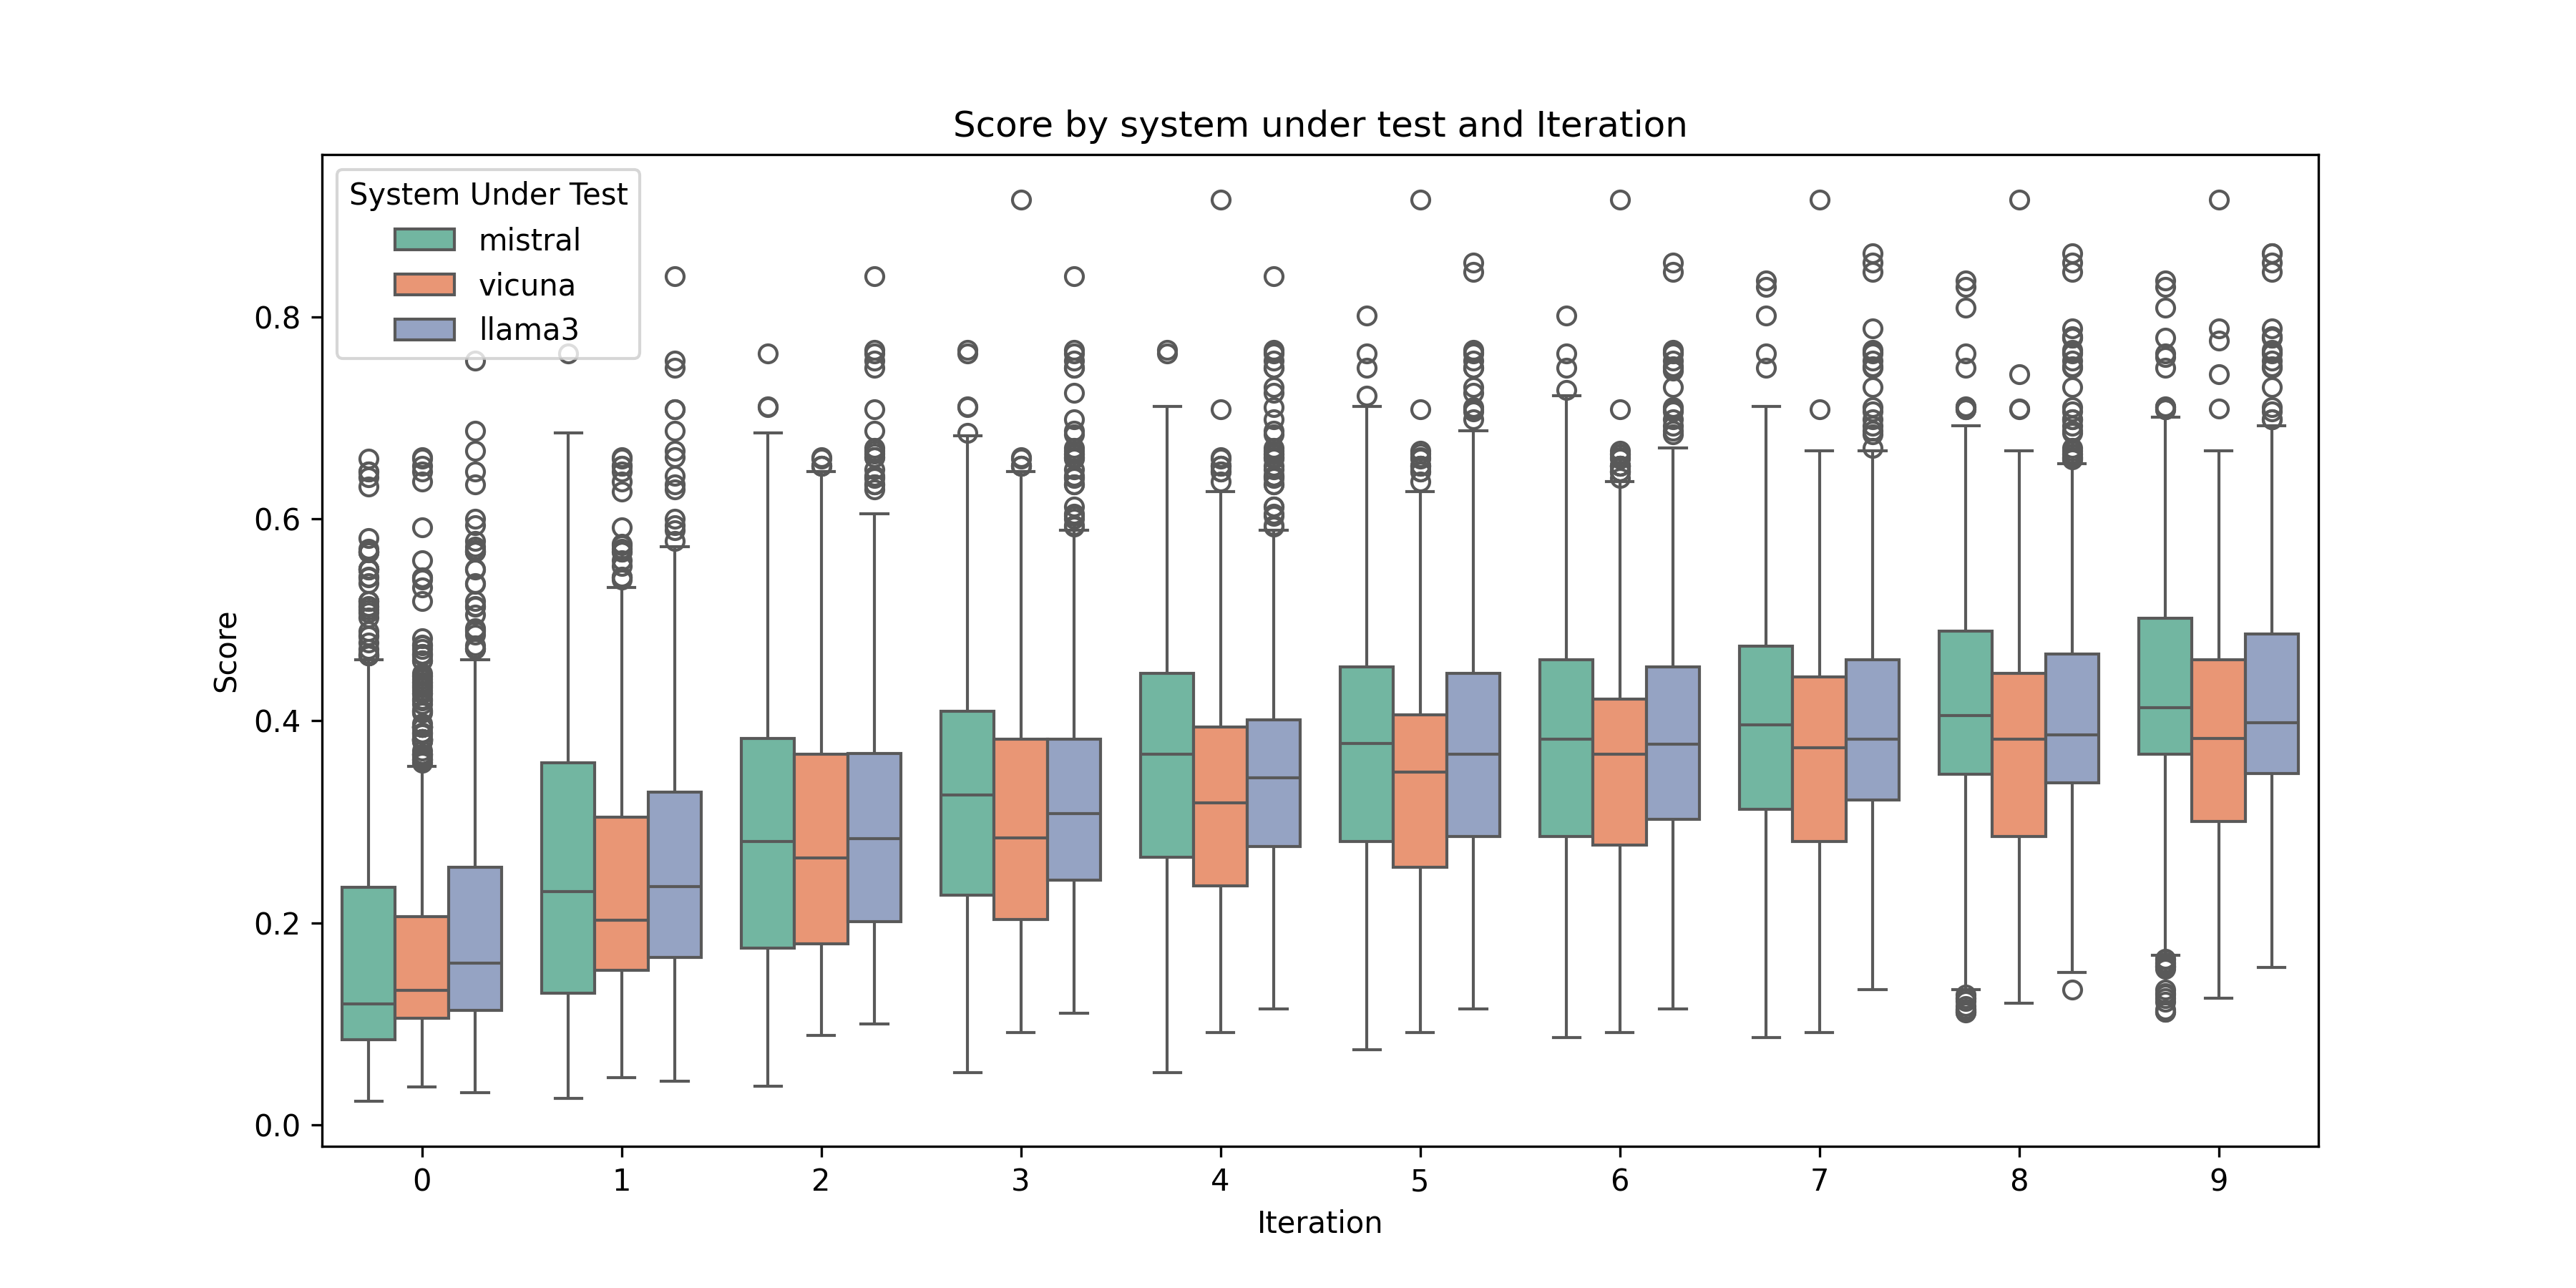 Score by system under test and Iteration
System Under Test
mistral
vicuna
llama3
Score
0.8
0.6
0.4
0.2
0.0
0 1 2 3 4 5 6 7 8 9
Iteration